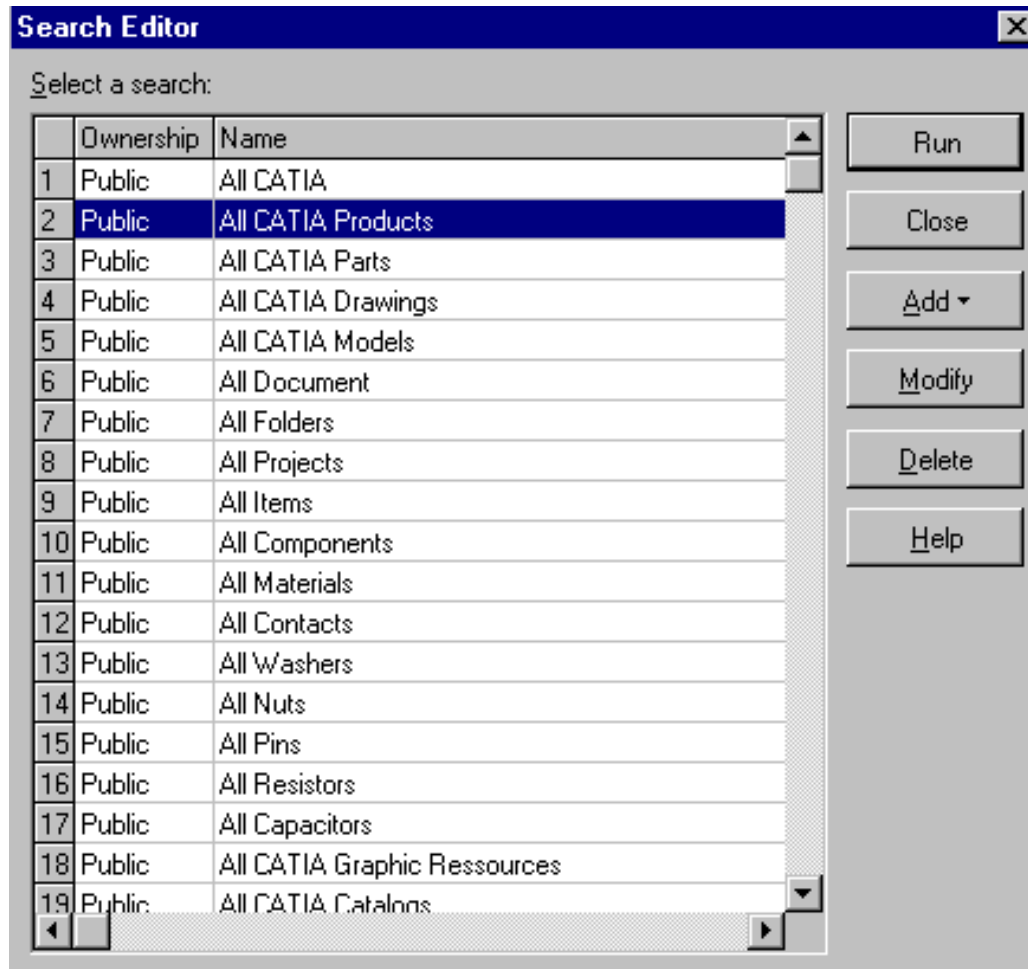 Search Editor
Select a search:
Ownership Name
1 Public All CATIA
2 Public All CATIA Products
3 Public All CATIA Parts
4 Public All CATIA Drawings
5 Public All CATIA Models
6 Public All Document
7 Public All Folders
8 Public All Projects
9 Public All Items
10 Public All Components
11 Public All Materials
12 Public All Contacts
13 Public All Washers
14 Public All Nuts
15 Public All Pins
16 Public All Resistors
17 Public All Capacitors
18 Public All CATIA Graphic Ressources
19 Public All CATIA Catalogs
Run
Close
Add
Modify
Delete
Help